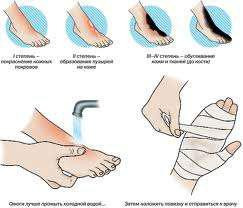 I степень –
покраснение кожных
покровов
II степень –
образование пузырей
на коже
III–IV степень – обугливание
кожи и тканей (до кости)
Ожоги лучше промыть холодной водой...
Затем наложить повязку и отправиться к врачу